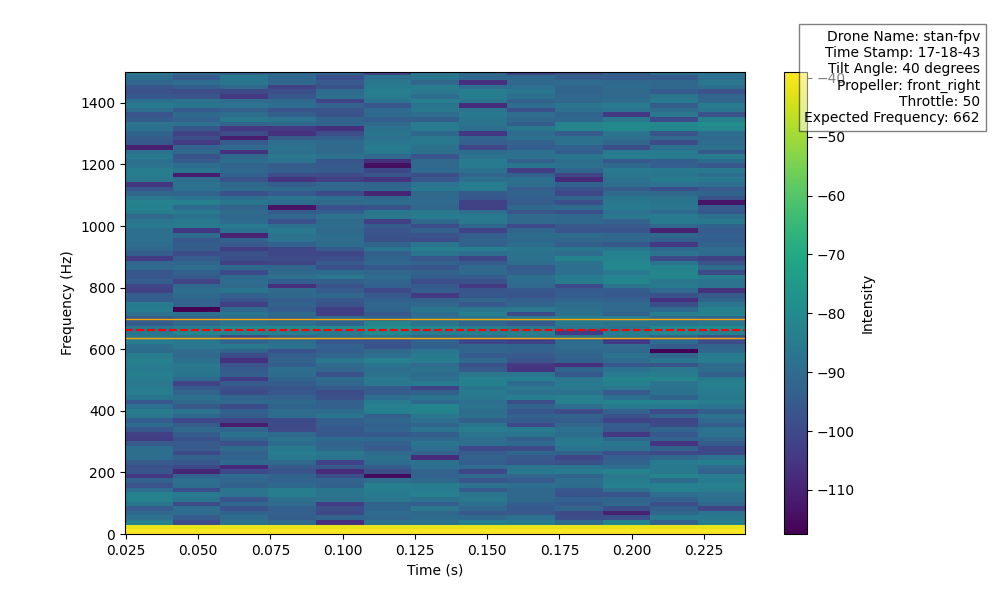 Drone Name: stan-fpv
Time Stamp: 17-18-43
Tilt Angle: 40 degrees
Propeller: front_right
Throttle: 50
Expected Frequency: 662
1400
1200
1000
800
600
400
200
0
Frequency (Hz)
0.025 0.050 0.075 0.100 0.125 0.150 0.175 0.200 0.225
Time (s)
−40
−50
−60
−70
−80
−90
−100
−110
Intensity